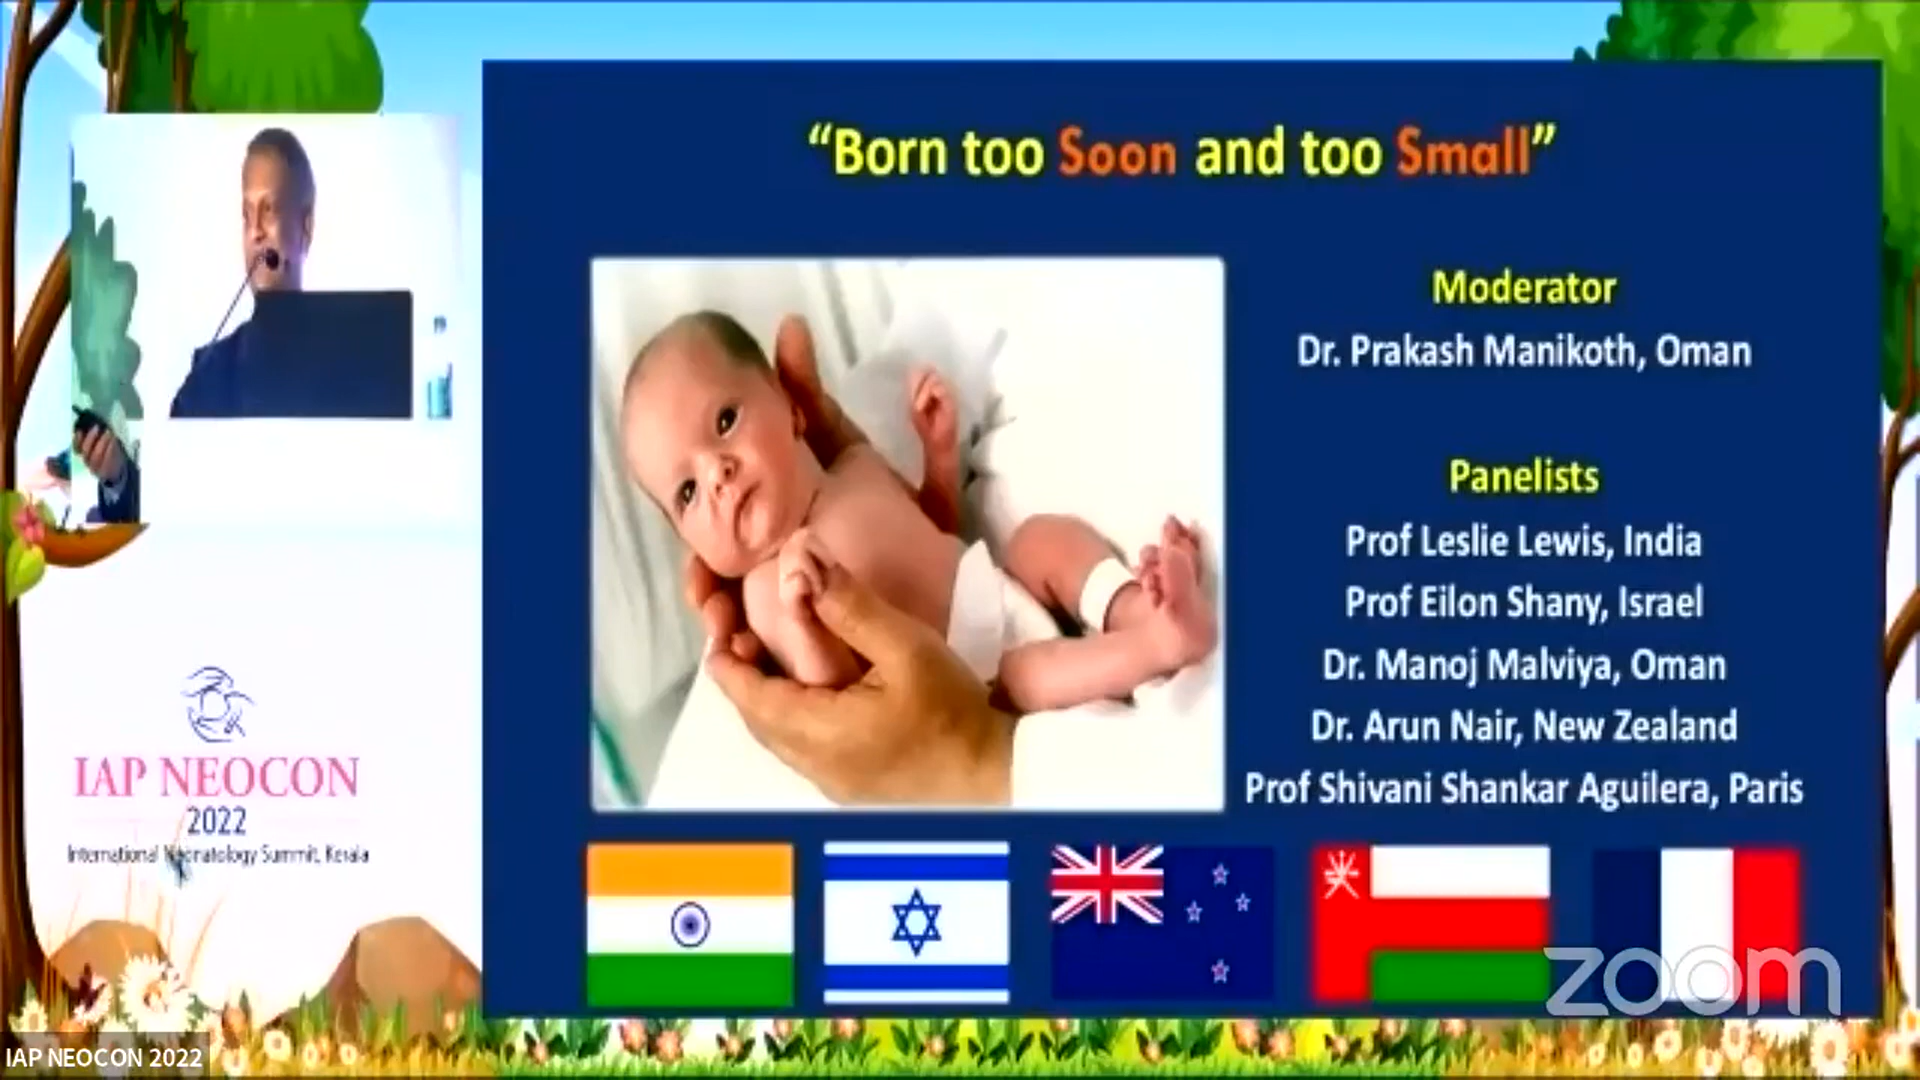 “Born too Soon and too Small”
Moderator
Dr. Prakash Manikoth, Oman
Panelists
Prof Leslie Lewis, India
Prof Eilon Shany, Israel
Dr. Manoj Malviya, Oman
Dr. Arun Nair, New Zealand
Prof Shivani Shankar Aguilera, Paris
IAP NEOCON
2022
International Neonatology Summit, Kerala
zoom
IAP NEOCON 2022